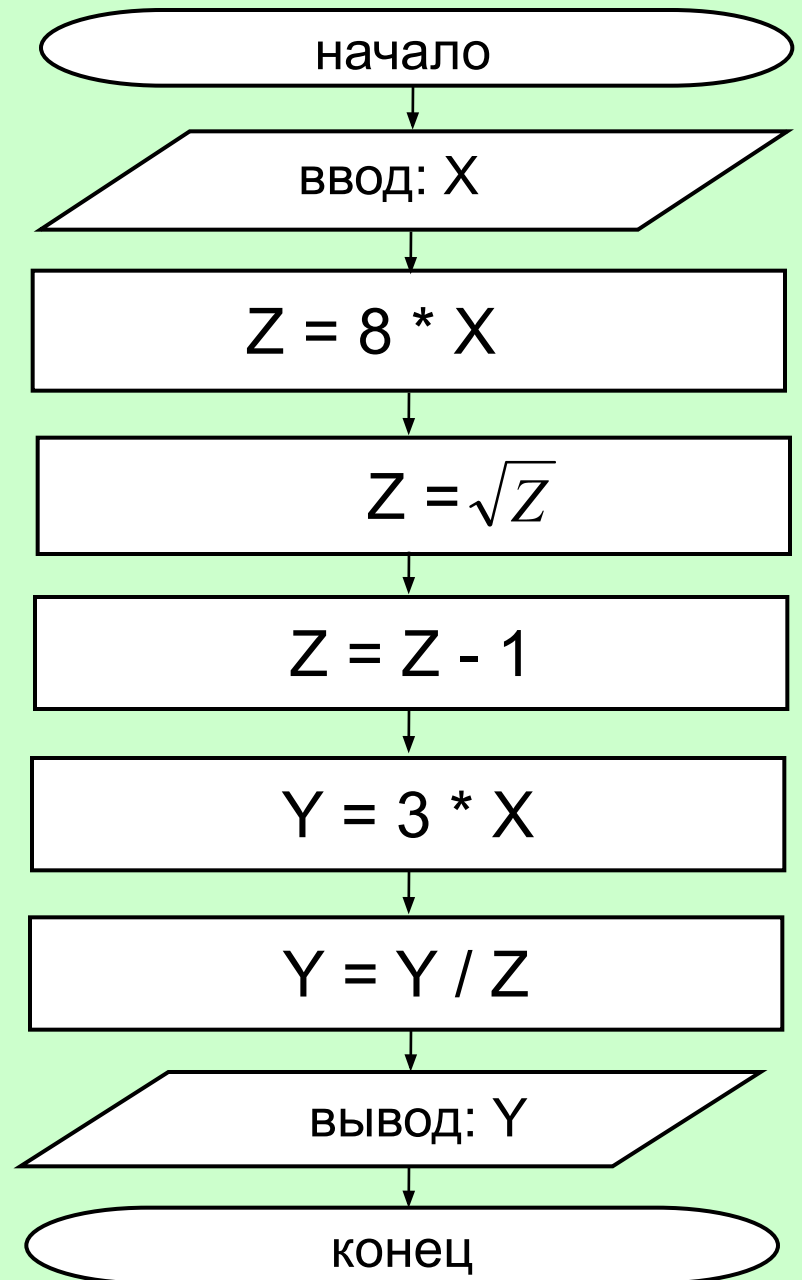 начало
ввод: X
Z = 8 * X
Z = √Z
Z = Z - 1
Y = 3 * X
Y = Y / Z
вывод: Y
конец